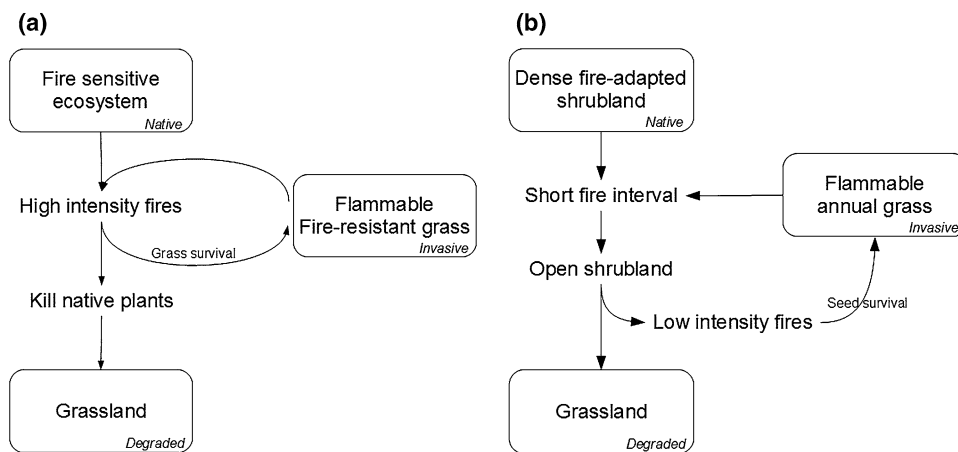 (a)
Fire sensitive
ecosystem
Native
High intensity fires
Grass survival
Flammable
Fire-resistant grass
Invasive
Kill native plants
Grassland
Degraded
(b)
Dense fire-adapted
shrubland
Native
Short fire interval
Flammable
annual grass
Invasive
Open shrubland
Seed survival
Low intensity fires
Grassland
Degraded